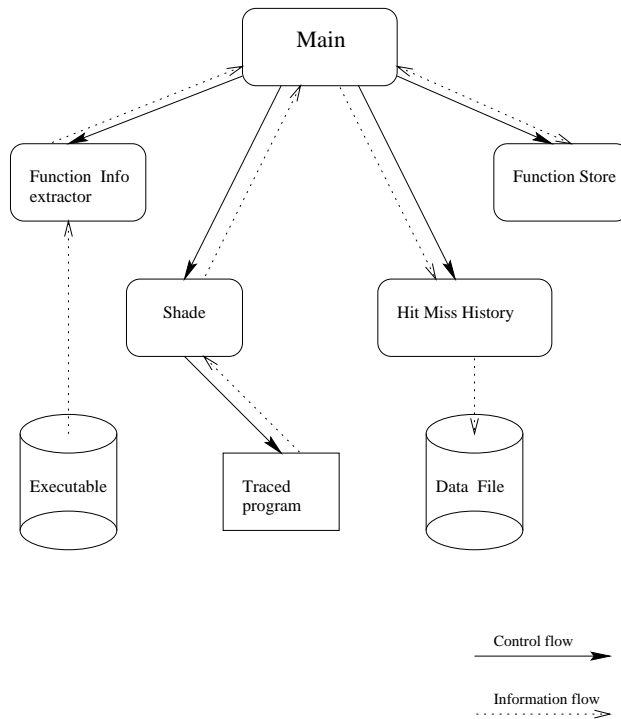 Main
Function Info
extractor
Function Store
Shade
Hit Miss History
Executable
Traced
program
Data File
Control flow
Information flow